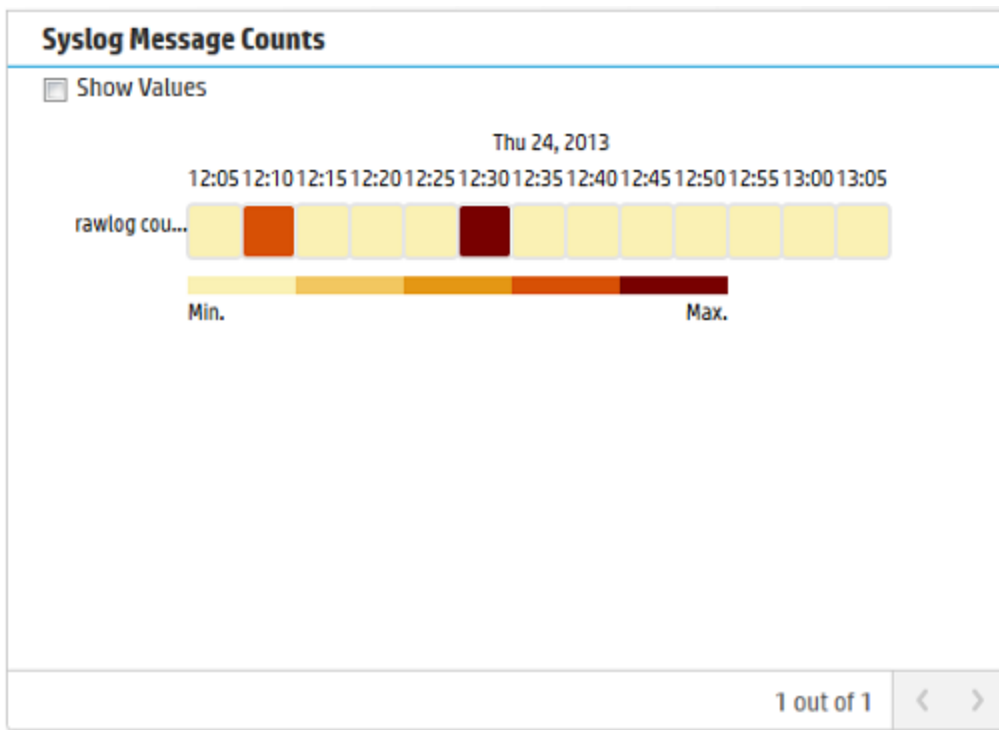 Syslog Message Counts
Show Values
Thu 24, 2013
12:05 12:10 12:15 12:20 12:25 12:30 12:35 12:40 12:45 12:50 12:55 13:00 13:05
rawlog cou...
Min. Max.
1 out of 1